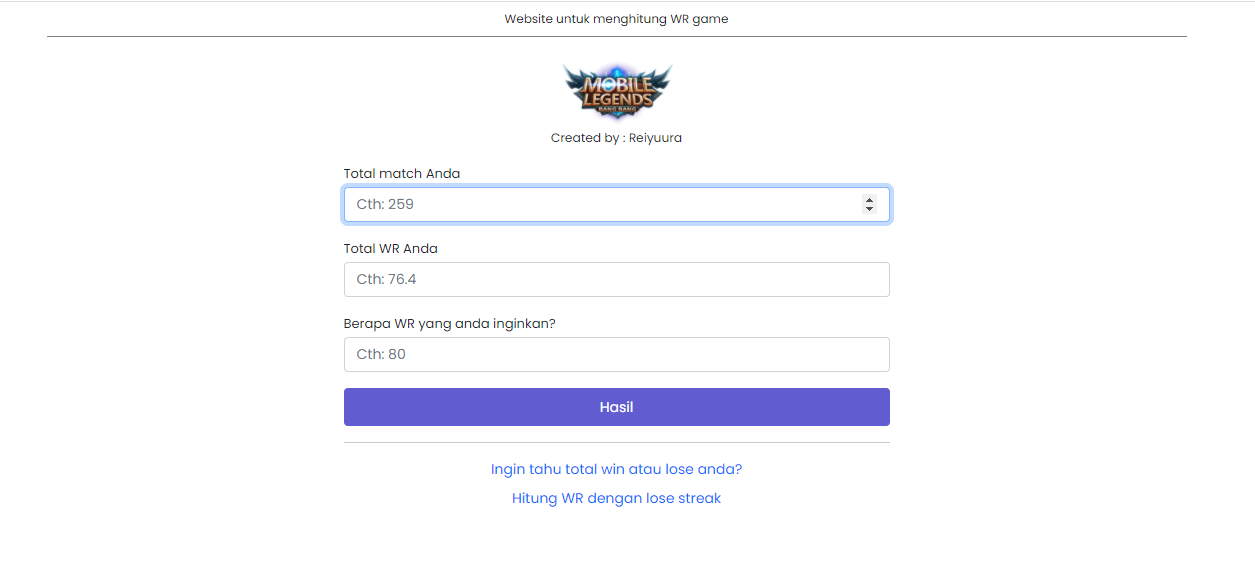 Website untuk menghitung WR game
MOBILE
LEGENDS
BANG BANG
Created by : Reiyuura
Total match Anda
Cth: 259
Total WR Anda
Cth: 76.4
Berapa WR yang anda inginkan?
Cth: 80
Hasil
Ingin tahu total win atau lose anda?
Hitung WR dengan lose streak